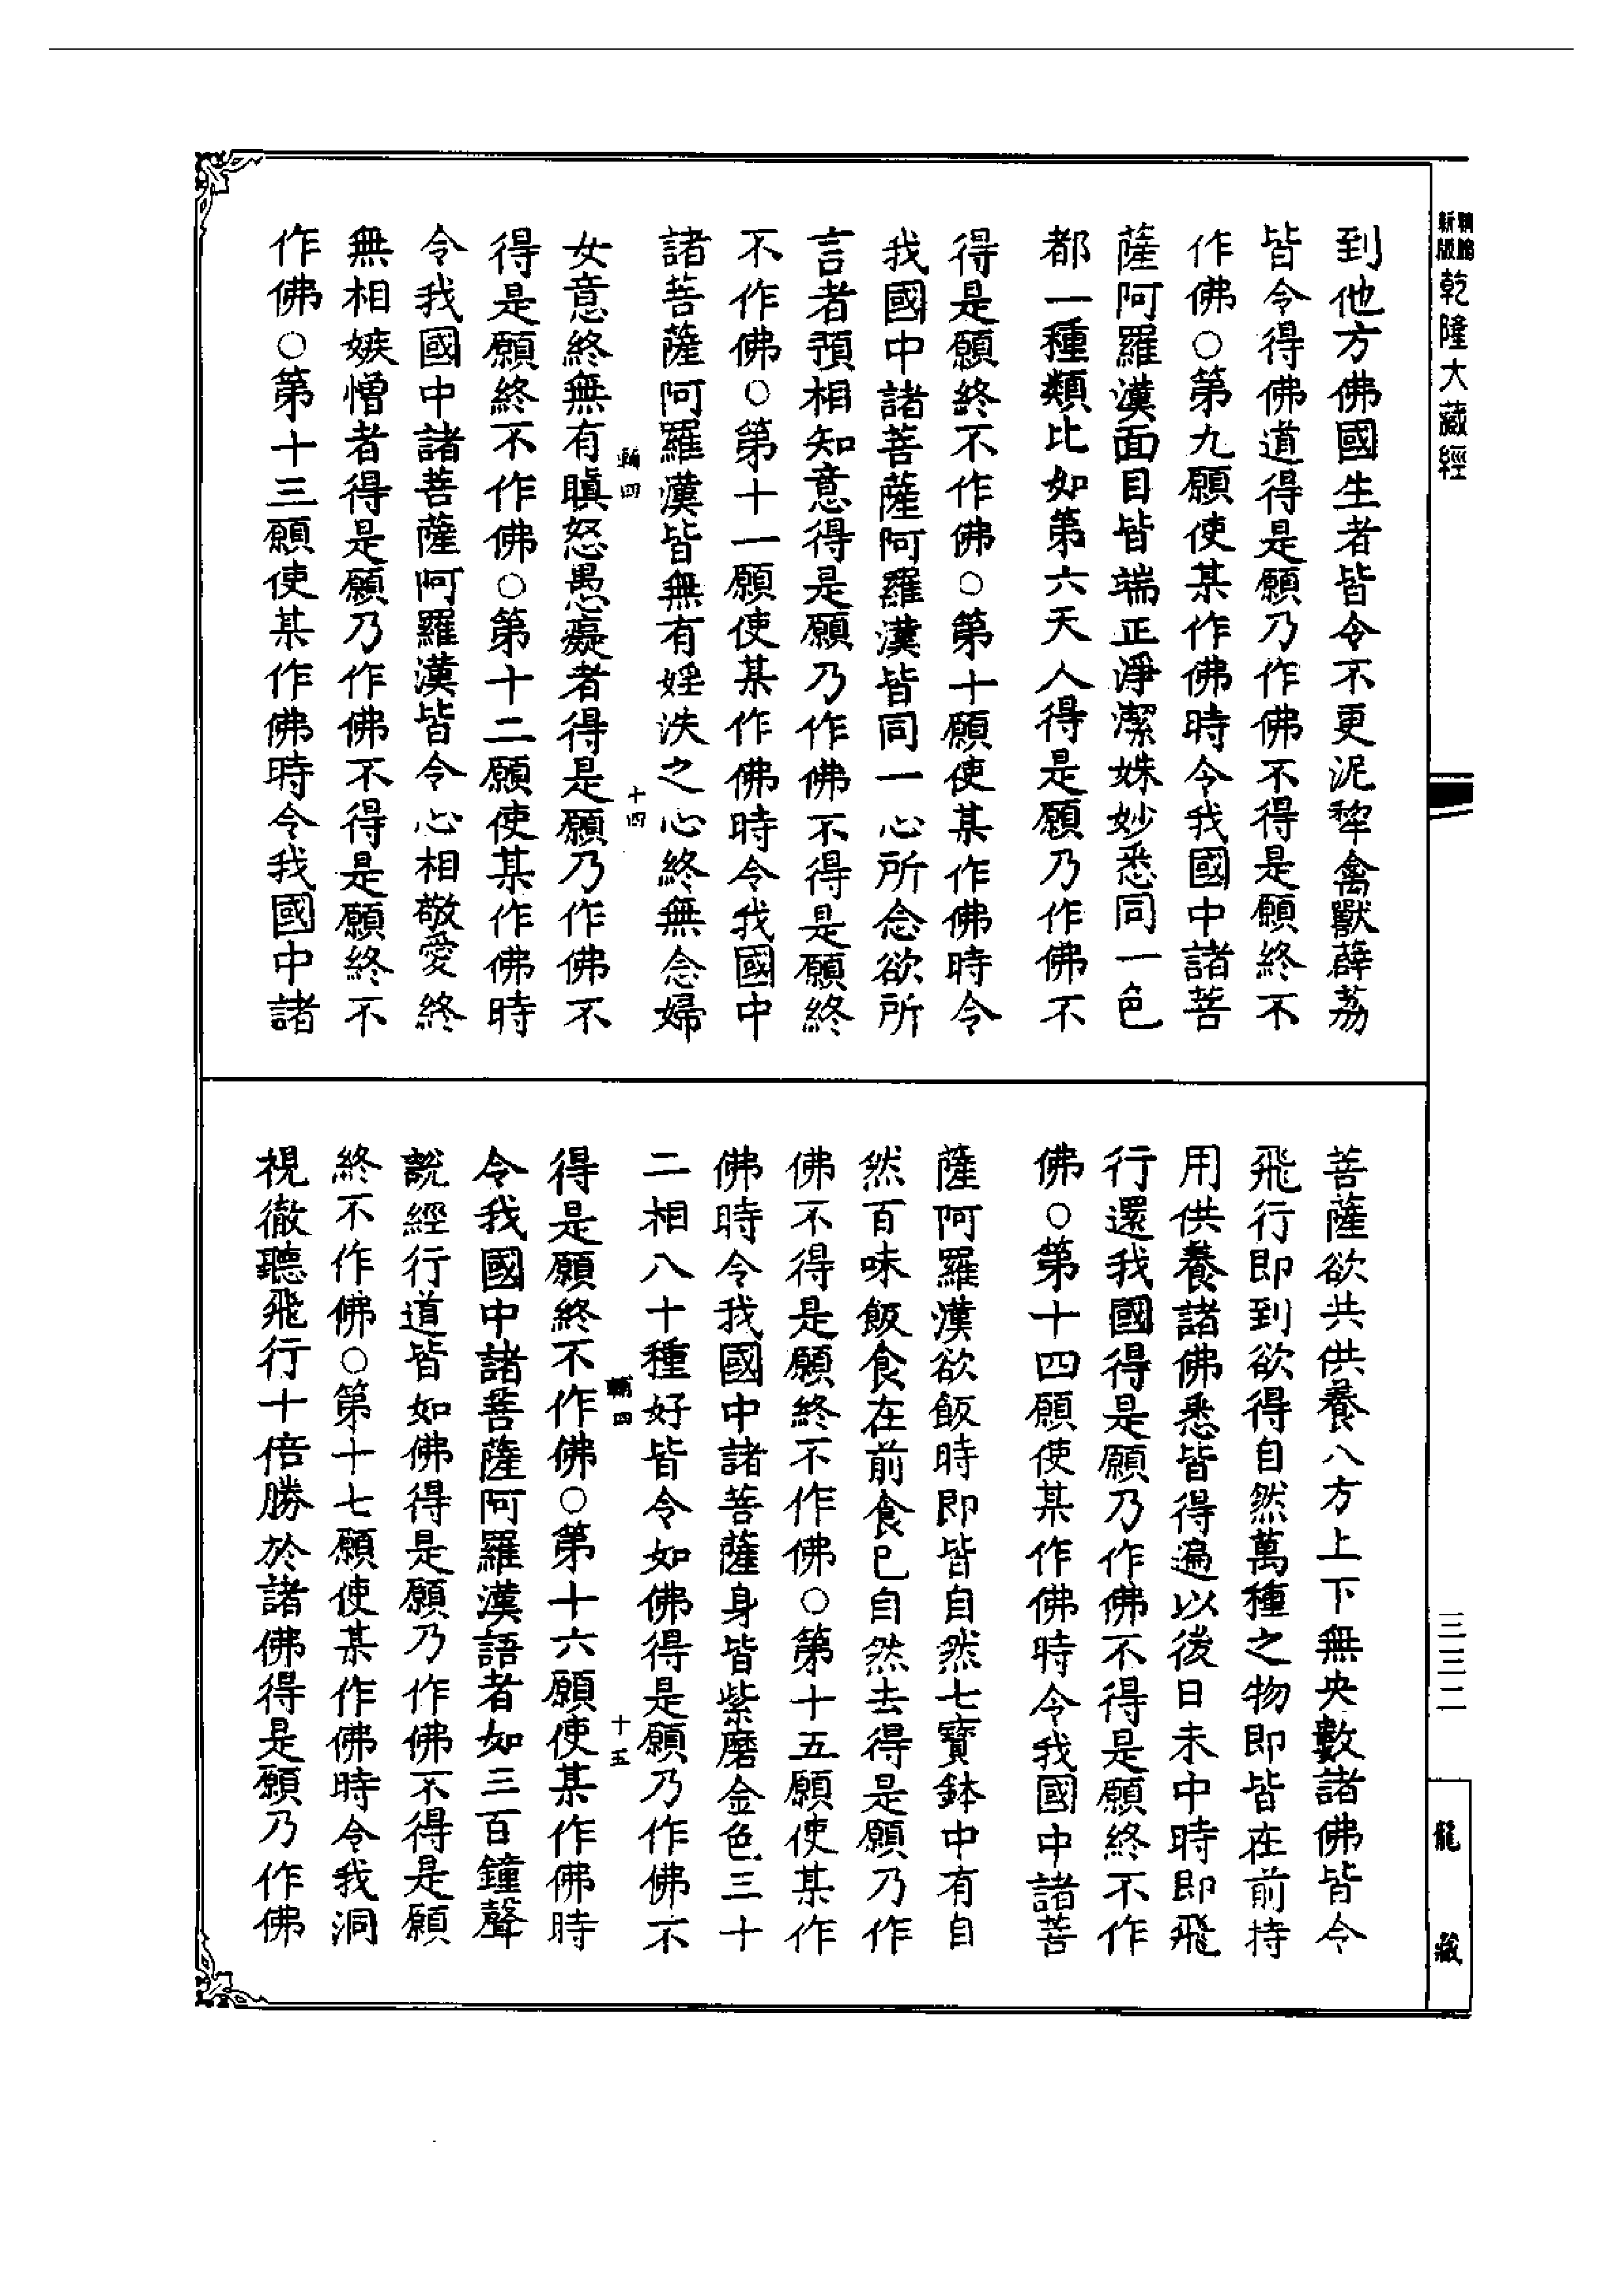 精縮新版
乾隆大藏經
三三二
龍藏
到他方佛國生者皆令不更泥犂禽獸薜荔
皆令得佛道得是願乃作佛不得是願終不
作佛○第九願使某作佛時令我國中諸菩
薩阿羅漢面目皆端正淨潔姝妙悉同一色
都一種類比如第六天人得是願乃作佛不
得是願終不作佛○第十願使某作佛時令
我國中諸菩薩阿羅漢皆同一心所念欲所
言者預相知意得是願乃作佛不得是願終
不作佛○第十一願使某作佛時令我國中
諸菩薩阿羅漢皆無有婬泆之心終無念婦
輔四 十四
女意終無有瞋怒愚癡者得是願乃作佛不
得是願終不作佛○第十二願使某作佛時
令我國中諸菩薩阿羅漢皆令心相敬愛終
無相嫉憎者得是願乃作佛不得是願終不
作佛○第十三願使某作佛時令我國中諸
菩薩欲共供養八方上下無央數諸佛皆令
飛行即到欲得自然萬種之物即皆在前持
用供養諸佛悉皆得遍以後日未中時即飛
行還我國得是願乃作佛不得是願終不作
佛○第十四願使某作佛時令我國中諸菩
薩阿羅漢欲飯時即皆自然七寶鉢中有自
然百味飯食在前食已自然去得是願乃作
佛不得是願終不作佛○第十五願使某作
佛時令我國中諸菩薩身皆紫磨金色三十
二相八十種好皆令如佛得是願乃作佛不
輔四 十五
得是願終不作佛○第十六願使某作佛時
令我國中諸菩薩阿羅漢語者如三百鐘聲
說經行道皆如佛得是願乃作佛不得是願
終不作佛○第十七願使某作佛時令我洞
視徹聽飛行十倍勝於諸佛得是願乃作佛